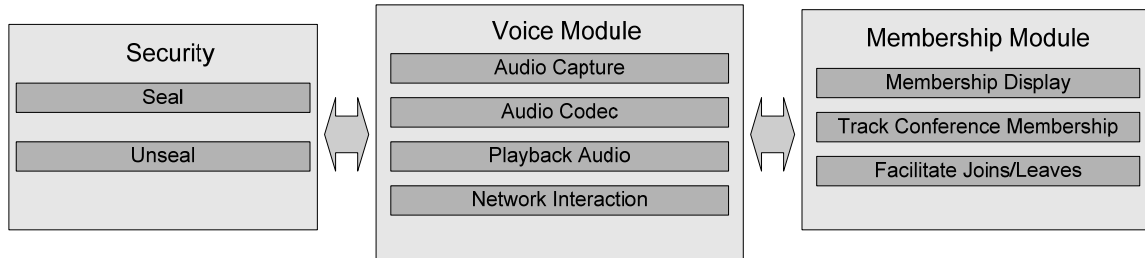 Security
Seal
Unseal
Voice Module
Audio Capture
Audio Codec
Playback Audio
Network Interaction
Membership Module
Membership Display
Track Conference Membership
Facilitate Joins/Leaves